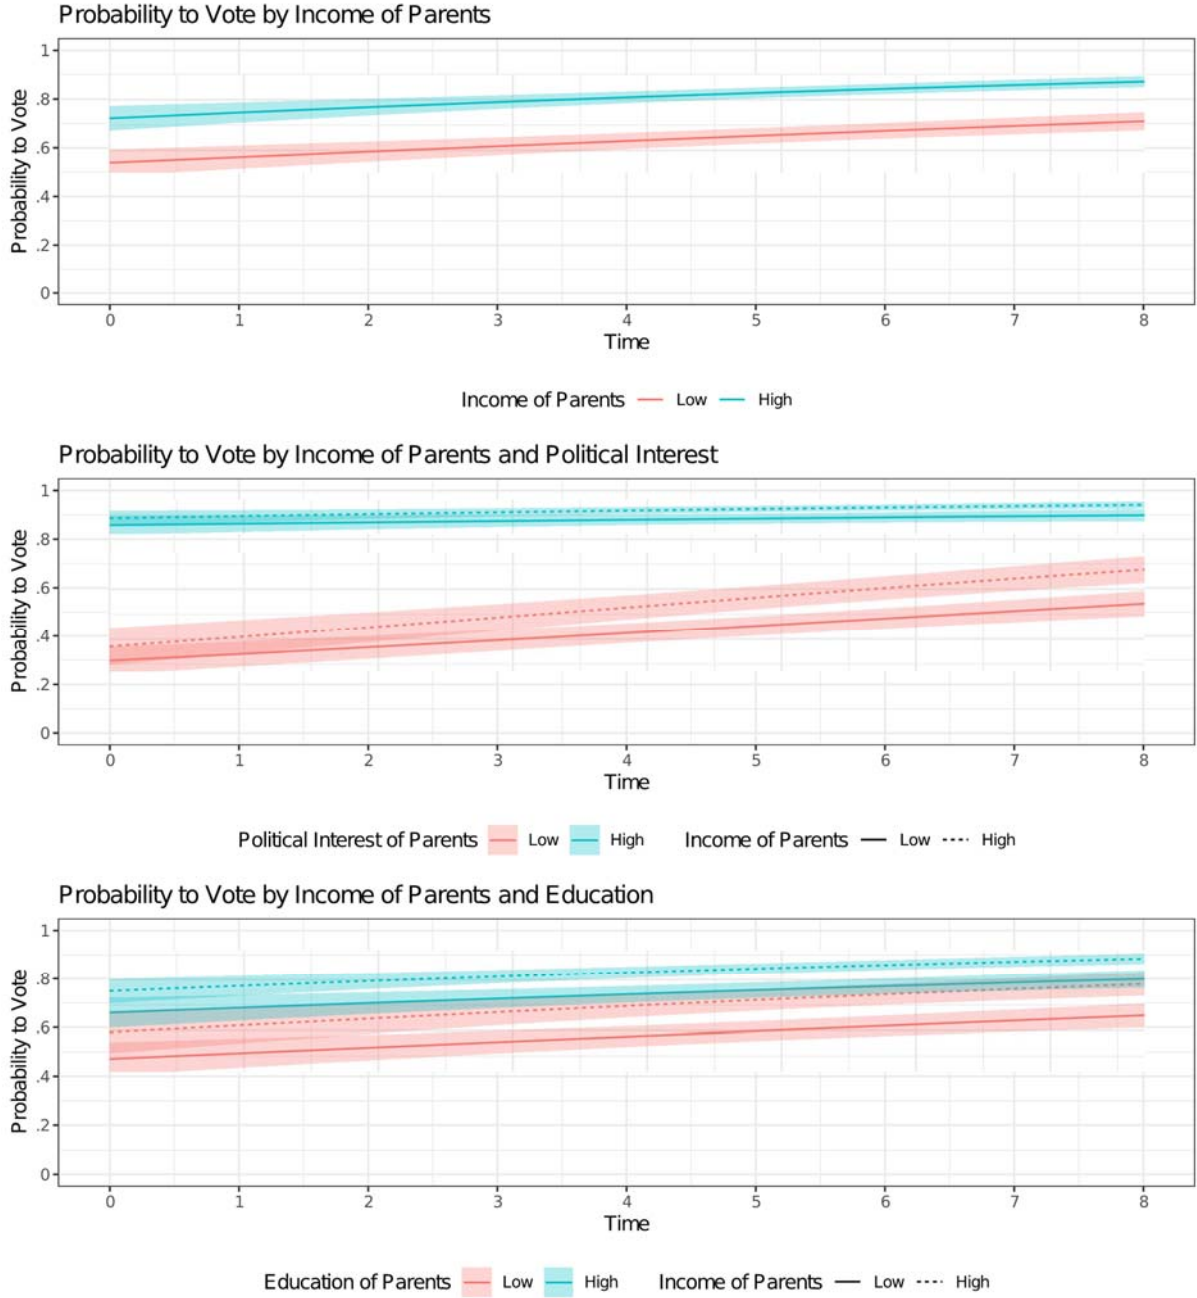 Probability to Vote by Income of Parents
Probability to Vote
1
.8
.6
.4
.2
0
0 1 2 3 4 5 6 7 8
Time
Income of Parents Low High
Probability to Vote by Income of Parents and Political Interest
Probability to Vote
1
.8
.6
.4
.2
0
0 1 2 3 4 5 6 7 8
Time
Political Interest of Parents Low High Income of Parents Low High
Probability to Vote by Income of Parents and Education
Probability to Vote
1
.8
.6
.4
.2
0
0 1 2 3 4 5 6 7 8
Time
Education of Parents Low High Income of Parents Low High